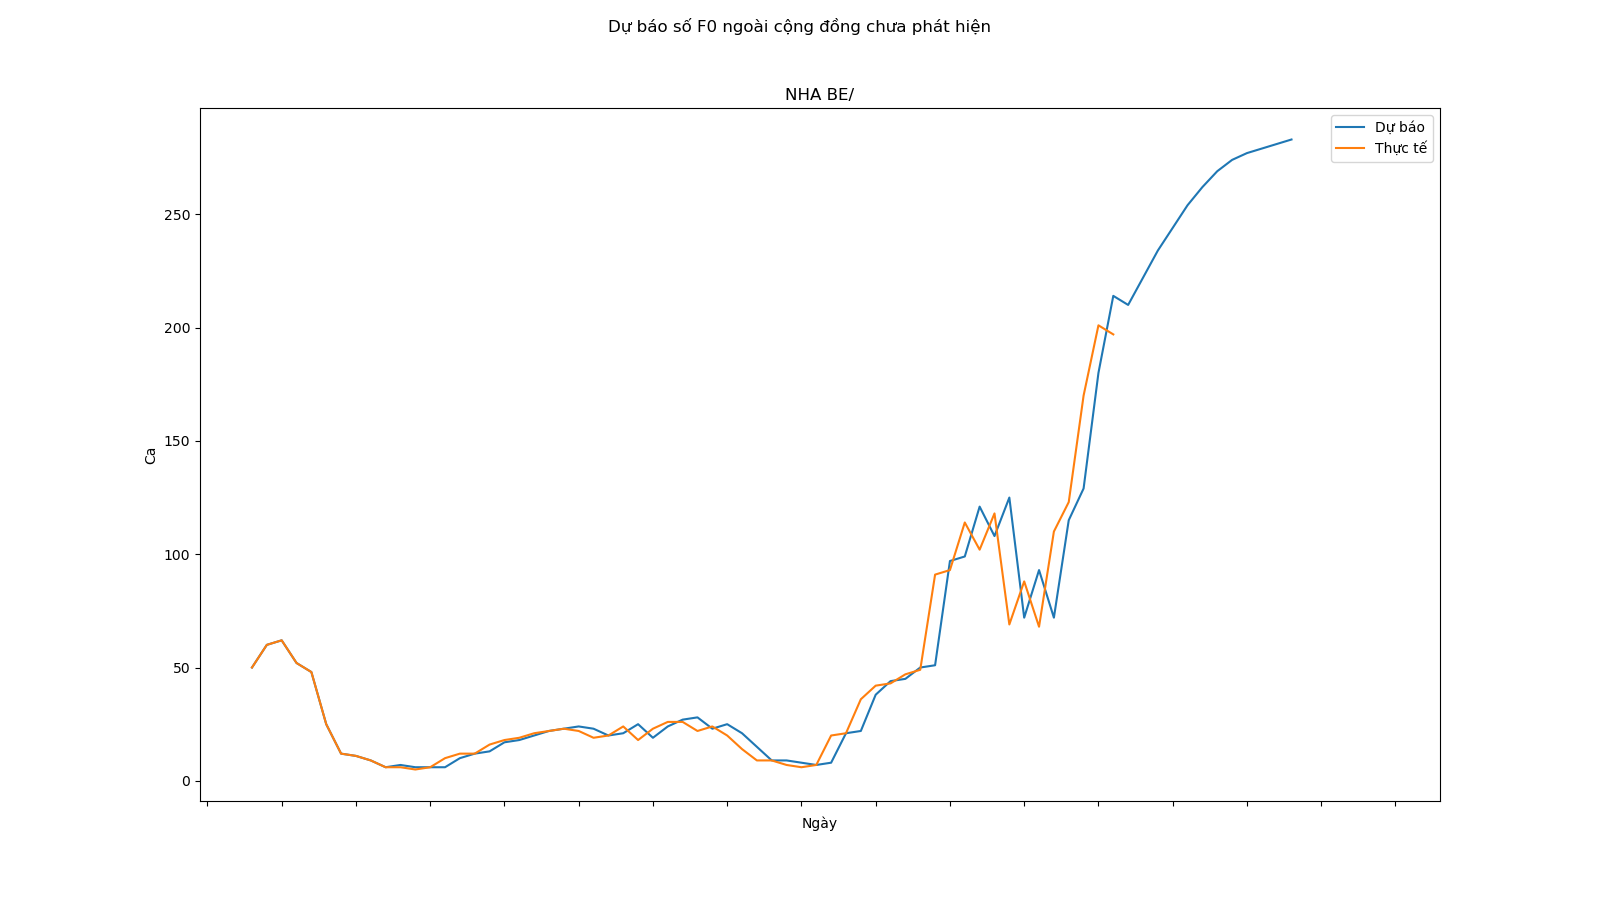 Dự báo số F0 ngoài cộng đồng chưa phát hiện
NHA BE/
Dự báo
Thực tế
250
200
150
100
50
0
Ca
Ngày